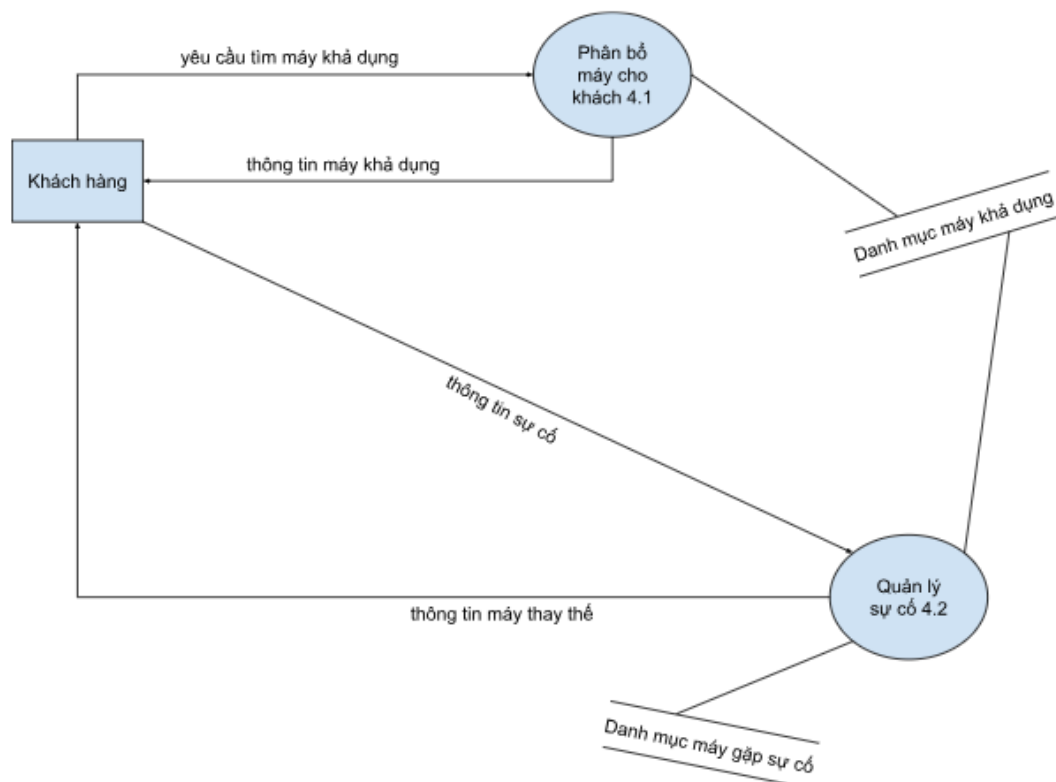 yêu cầu tìm máy khả dụng
Phân bổ
máy cho
khách 4.1
thông tin máy khả dụng
Khách hàng
Danh mục máy khả dụng
thông tin sự cố
Quản lý
sự cố 4.2
thông tin máy thay thế
Danh mục máy gặp sự cố